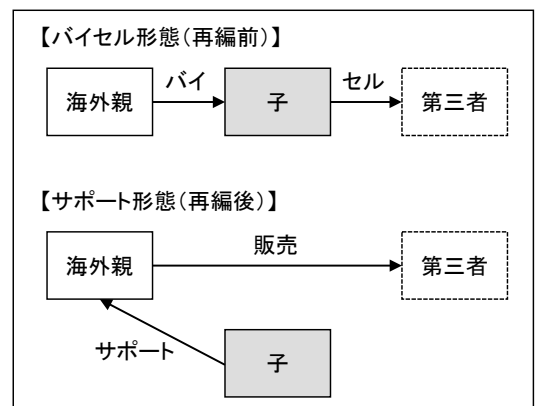 【バイセル形態(再編前)】
バイ
セル
海外親
子
第三者
【サポート形態(再編後)】
販売
海外親
第三者
サポート
子